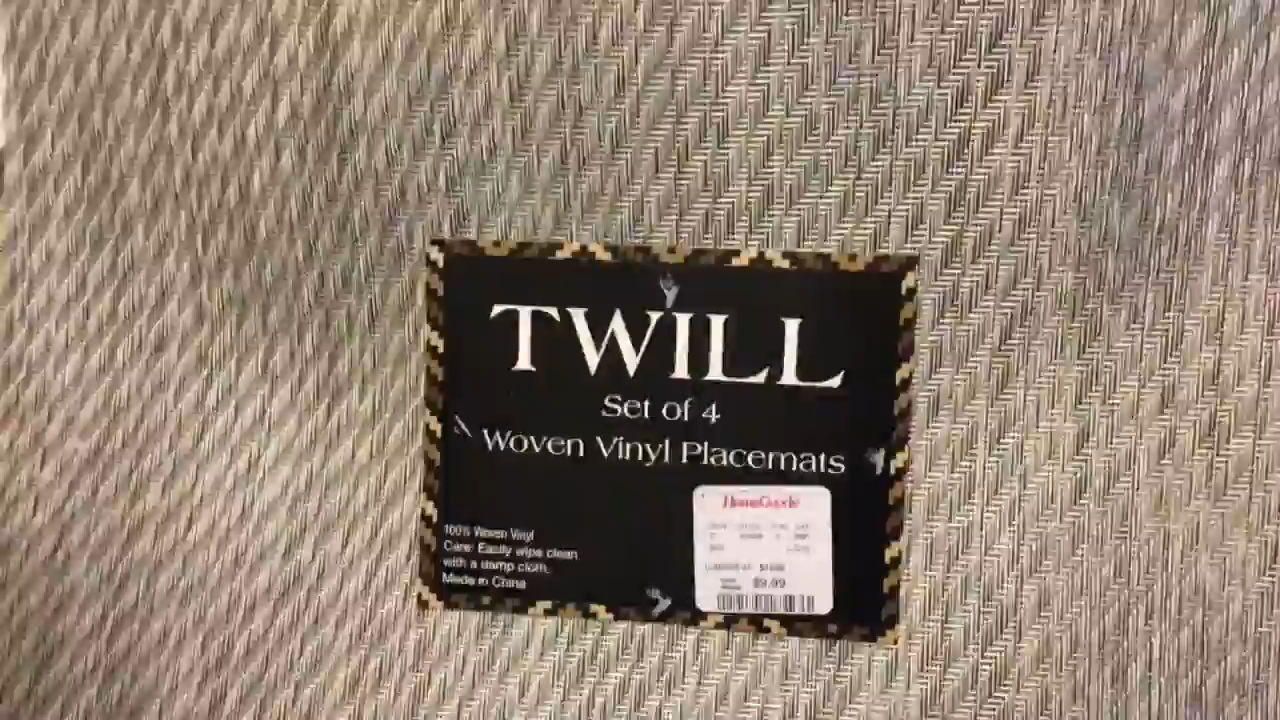 TWILL
Set of 4
Woven Vinyl Placemats
100% Woven Vinyl
Care: Easily wipe clean
with a damp cloth.
Made in China
HomeGoods
$9.99